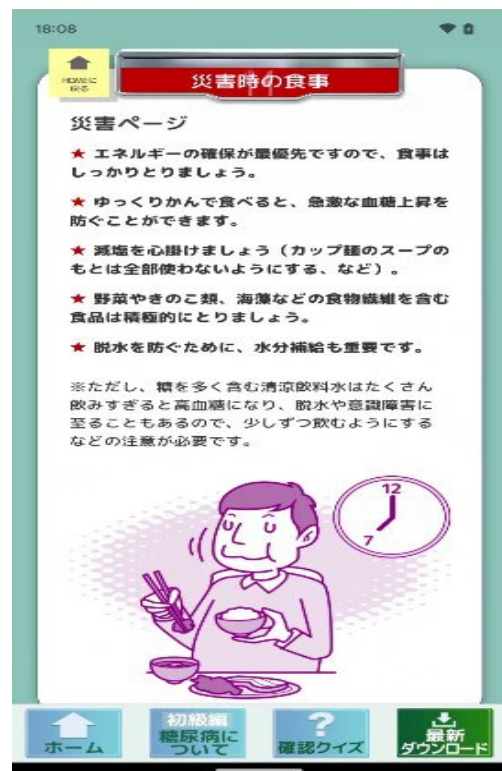 18:08
HOMEに
戻る
災害時の食事
災害ページ
★ エネルギーの確保が最優先ですので、食事は
しっかりとりましょう。
★ ゆっくりかんで食べると、急激な血糖上昇を
防ぐことができます。
★ 減塩を心掛けましょう（カップ麺のスープの
もとは全部使わないようにする、など）。
★ 野菜やきのこ類、海藻などの食物繊維を含む
食品は積極的にとりましょう。
★ 脱水を防ぐために、水分補給も重要です。
※ただし、糖を多く含む清涼飲料水はたくさん
飲みすぎると高血糖になり、脱水や意識障害に
至ることもあるので、少しずつ飲むようにする
などの注意が必要です。
12
7
ホーム
初級編
糖尿病に
ついて
?
確認クイズ
最新
ダウンロード